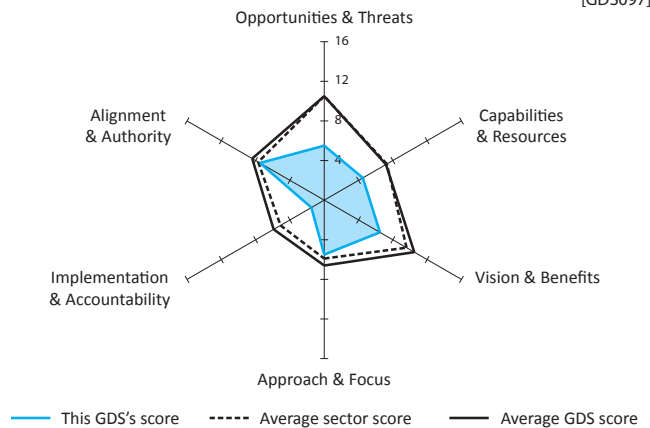 [GDS097]
Opportunities & Threats
16
12
8
4
Alignment
& Authority
Capabilities
& Resources
Implementation
& Accountability
Vision & Benefits
Approach & Focus
This GDS's score
Average sector score
Average GDS score